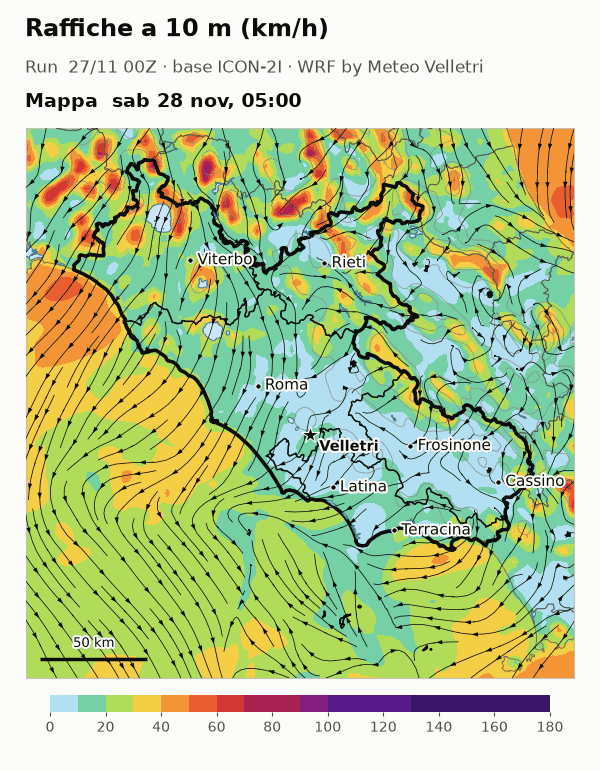 Raffiche a 10 m (km/h)
Run  27/11 00Z · base ICON-2I · WRF by Meteo Velletri
Mappa  sab 28 nov, 05:00
Viterbo
Rieti
Roma
Velletri
Frosinone
Latina
Cassino
Terracina
50 km
0 20 40 60 80 100 120 140 160 180